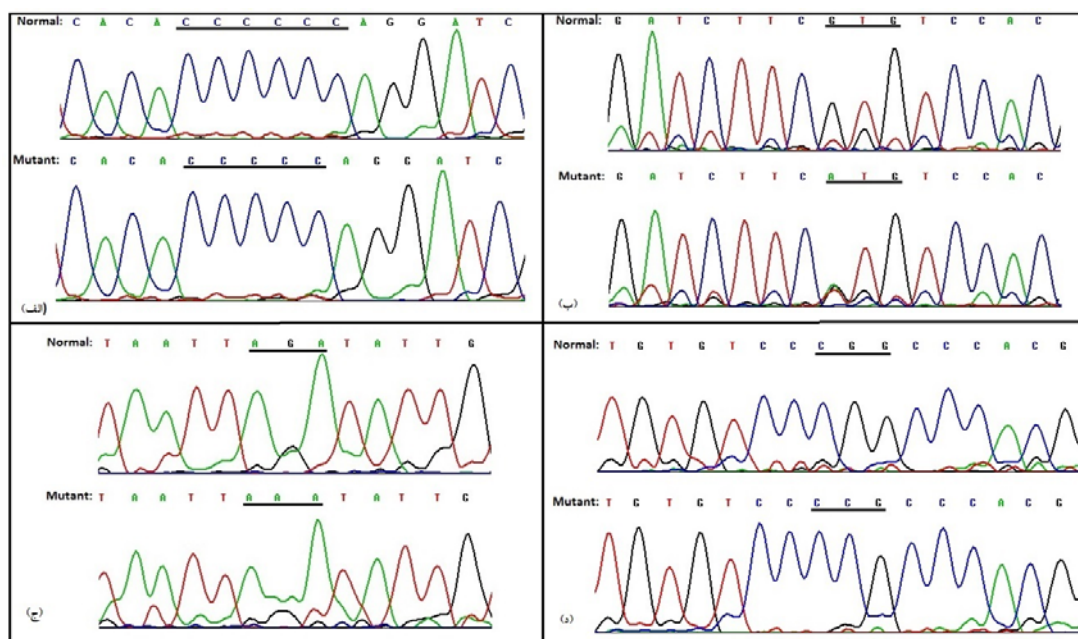 Normal: C A C A C C C C C C A G G A T C
Mutant: C A C A C C C C C A G G A T C
(الف)
Normal: G A T C T T C G T G T C C A C
Mutant: G A T C T T C A T G T C C A C
(ب)
Normal: T A A T T A G A T A T T G
Mutant: T A A T T A A A T A T T G
(ج)
Normal: T G T G T C C C G G C C C A C G
Mutant: T G T G T C C C C G C C C A C G
(د)